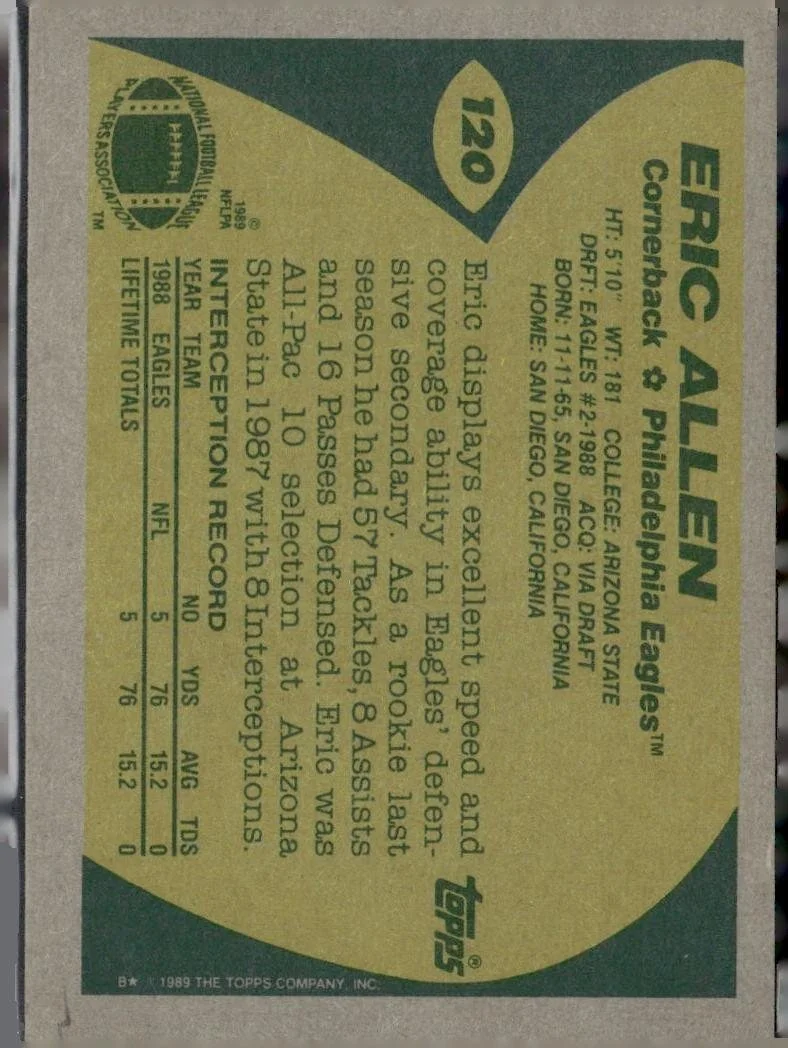 120
ERIC ALLEN
Cornerback ✿ Philadelphia Eagles™
HT: 5'10" WT: 181 COLLEGE: ARIZONA STATE
DRFT: EAGLES #2-1988 ACQ: VIA DRAFT
BORN: 11-11-65, SAN DIEGO, CALIFORNIA
HOME: SAN DIEGO, CALIFORNIA
Eric displays excellent speed and
coverage ability in Eagles' defen-
sive secondary. As a rookie last
season he had 57 Tackles, 8 Assists
and 16 Passes Defensed. Eric was
All-Pac 10 selection at Arizona
State in 1987 with 8 Interceptions.
topps®
©
1989
NFLPA
NATIONAL FOOTBALL LEAGUE
PLAYERS ASSOCIATION
TM
INTERCEPTION RECORD
YEAR TEAM NO YDS AVG TDS
1988 EAGLES NFL 5 76 15.2 0
LIFETIME TOTALS 5 76 15.2 0
B★ © 1989 THE TOPPS COMPANY, INC.